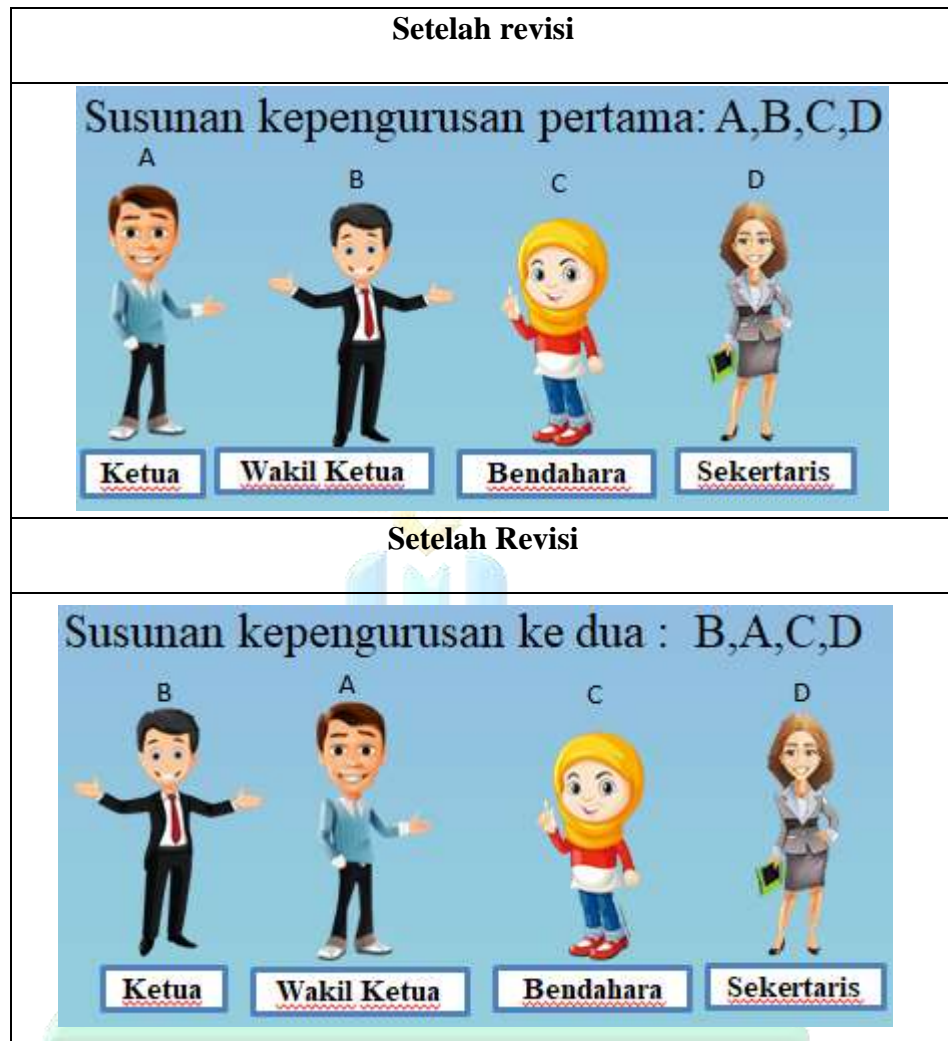 Setelah revisi
Susunan kepengurusan pertama: A,B,C,D
A
B
C
D
Ketua
Wakil Ketua
Bendahara
Sekertaris
Setelah Revisi
Susunan kepengurusan ke dua : B,A,C,D
B
A
C
D
Ketua
Wakil Ketua
Bendahara
Sekertaris